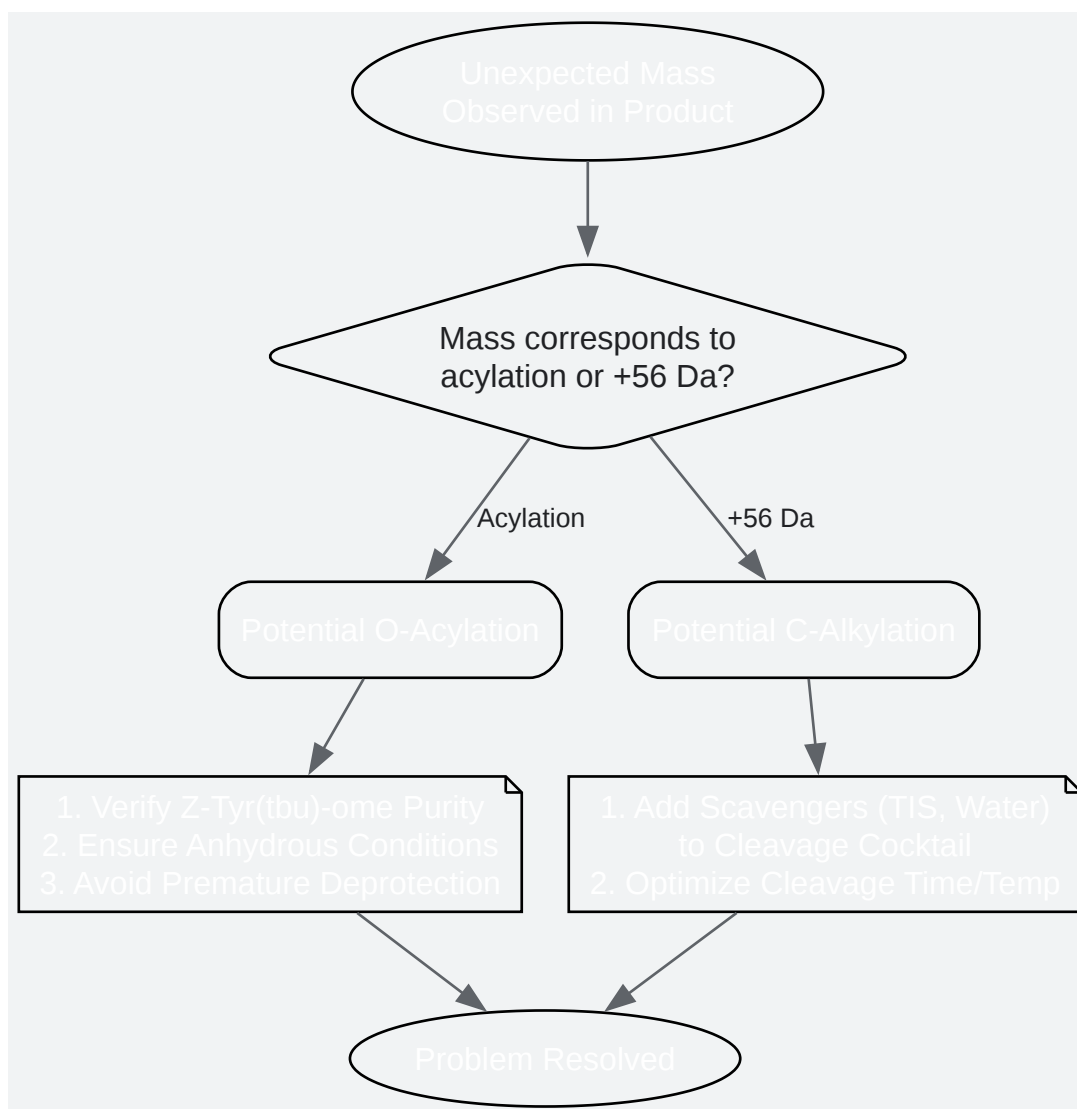 Unexpected Mass
Observed in Product
Mass corresponds to
acylation or +56 Da?
Acylation
+56 Da
Potential O-Acylation
Potential C-Alkylation
1. Verify Z-Tyr(tbu)-ome Purity
2. Ensure Anhydrous Conditions
3. Avoid Premature Deprotection
1. Add Scavengers (TIS, Water)
to Cleavage Cocktail
2. Optimize Cleavage Time/Temp
Problem Resolved